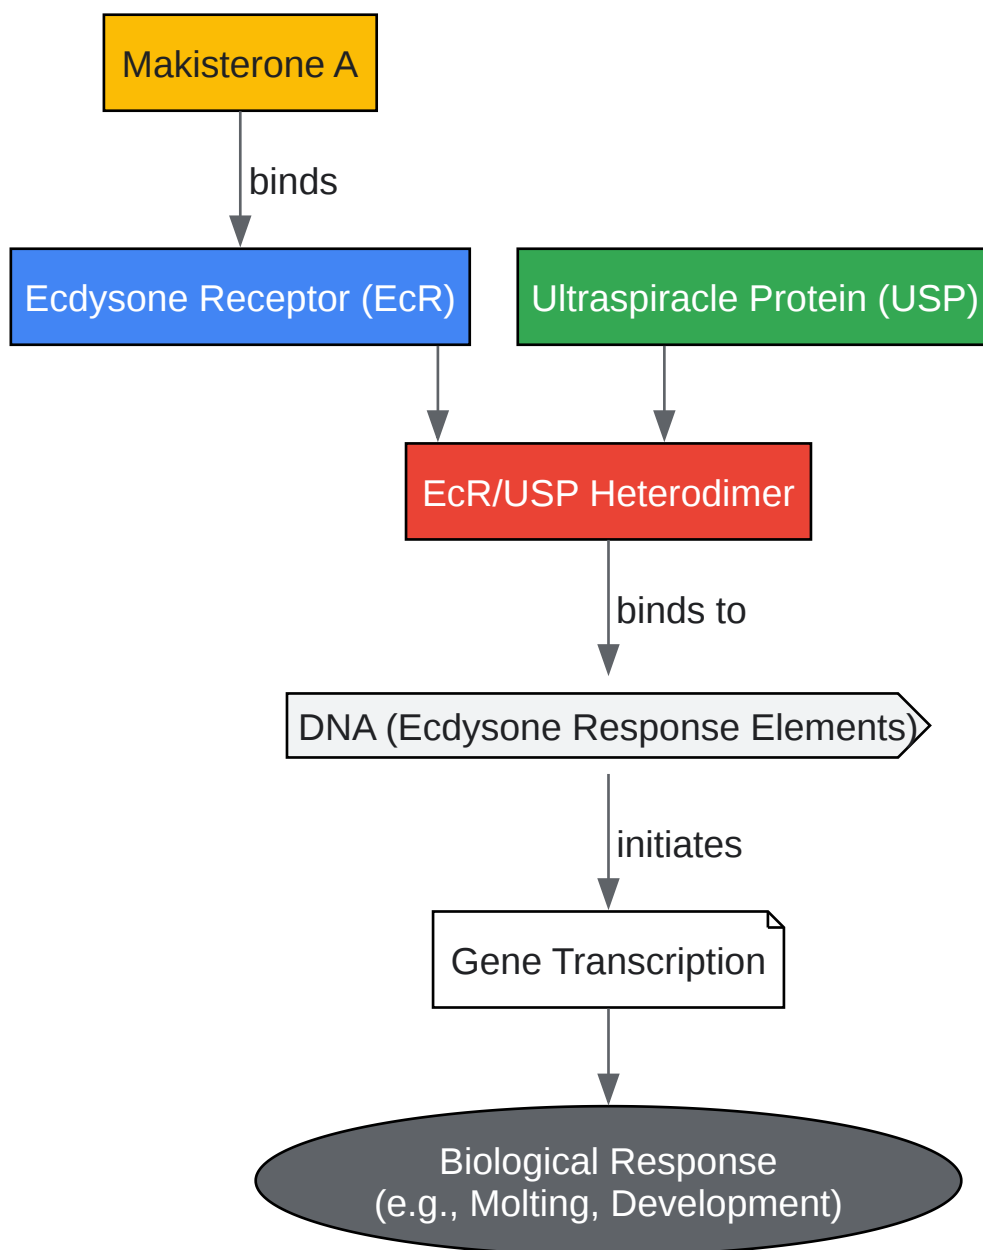 Makisterone A
binds
Ecdysone Receptor (EcR)
Ultraspiracle Protein (USP)
EcR/USP Heterodimer
binds to
DNA (Ecdysone Response Elements)
initiates
Gene Transcription
Biological Response
(e.g., Molting, Development)